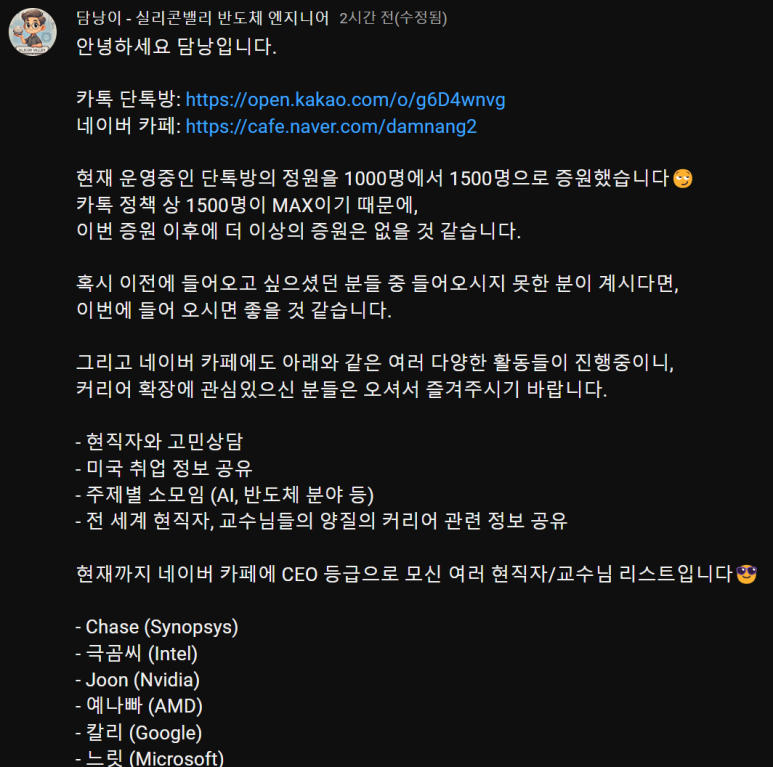 담낭이 - 실리콘밸리 반도체 엔지니어 2시간 전(수정됨)
안녕하세요 담낭입니다.
카톡 단톡방: https://open.kakao.com/o/g6D4wnvg
네이버 카페: https://cafe.naver.com/damnang2
현재 운영중인 단톡방의 정원을 1000명에서 1500명으로 증원했습니다🙄
카톡 정책 상 1500명이 MAX이기 때문에,
이번 증원 이후에 더 이상의 증원은 없을 것 같습니다.
혹시 이전에 들어오고 싶으셨던 분들 중 들어오시지 못한 분이 계시다면,
이번에 들어 오시면 좋을 것 같습니다.
그리고 네이버 카페에도 아래와 같은 여러 다양한 활동들이 진행중이니,
커리어 확장에 관심있으신 분들은 오셔서 즐겨주시기 바랍니다.
- 현직자와 고민상담
- 미국 취업 정보 공유
- 주제별 소모임 (AI, 반도체 분야 등)
- 전 세계 현직자, 교수님들의 양질의 커리어 관련 정보 공유
현재까지 네이버 카페에 CEO 등급으로 모신 여러 현직자/교수님 리스트입니다😎
- Chase (Synopsys)
- 극곰씨 (Intel)
- Joon (Nvidia)
- 예나빠 (AMD)
- 칼리 (Google)
- 느릿 (Microsoft)